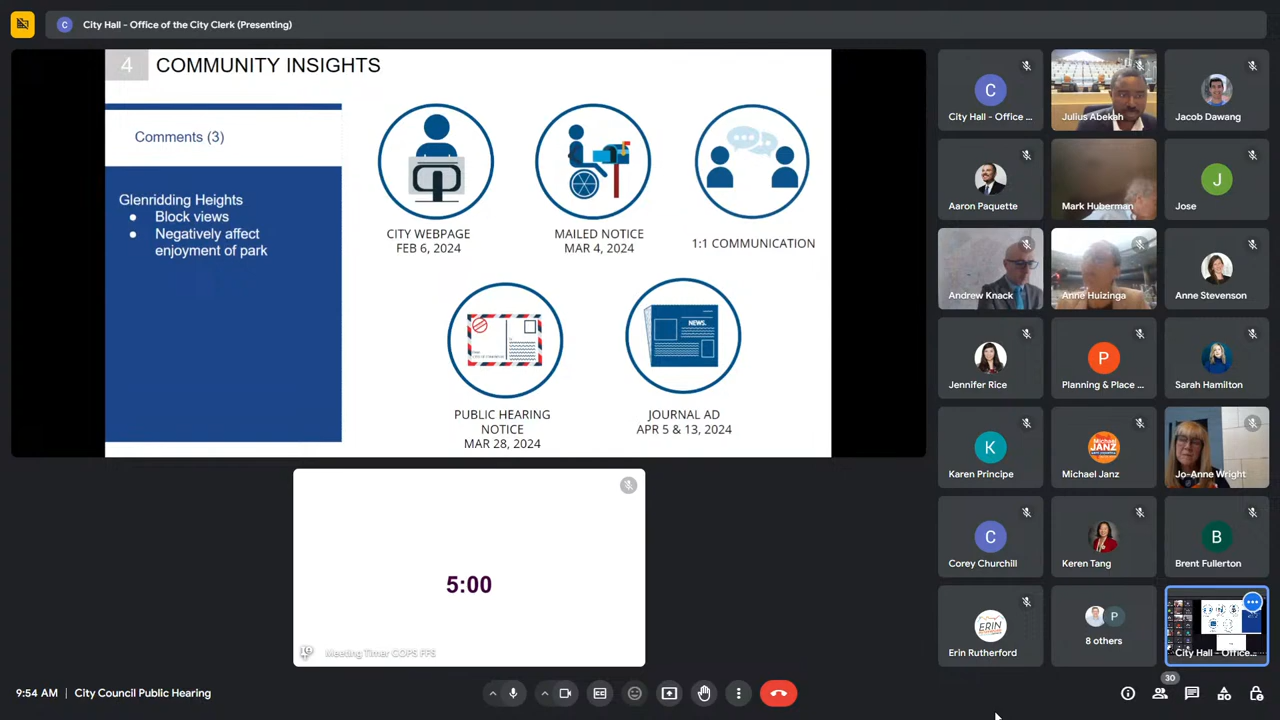 C
City Hall - Office of the City Clerk (Presenting)
4
COMMUNITY INSIGHTS
Comments (3)
Glenridding Heights
● Block views
● Negatively affect
enjoyment of park
CITY WEBPAGE
FEB 6, 2024
MAILED NOTICE
MAR 4, 2024
1:1 COMMUNICATION
NEWS.
PUBLIC HEARING
NOTICE
MAR 28, 2024
JOURNAL AD
APR 5 & 13, 2024
5:00
Meeting Timer COPS FFS
C
City Hall - Office ...
Julius Abekah
Jacob Dawang
Aaron Paquette
Mark Huberman
J
Jose
Andrew Knack
Anne Huizinga
Anne Stevenson
Jennifer Rice
P
Planning & Place ...
Sarah Hamilton
K
Karen Principe
Michael
JANZ
Michael Janz
Jo-Anne Wright
C
Corey Churchill
Keren Tang
B
Brent Fullerton
ERIN
Erin Rutherford
P
8 others
City Hall - Office...
9:54 AM | City Council Public Hearing
30